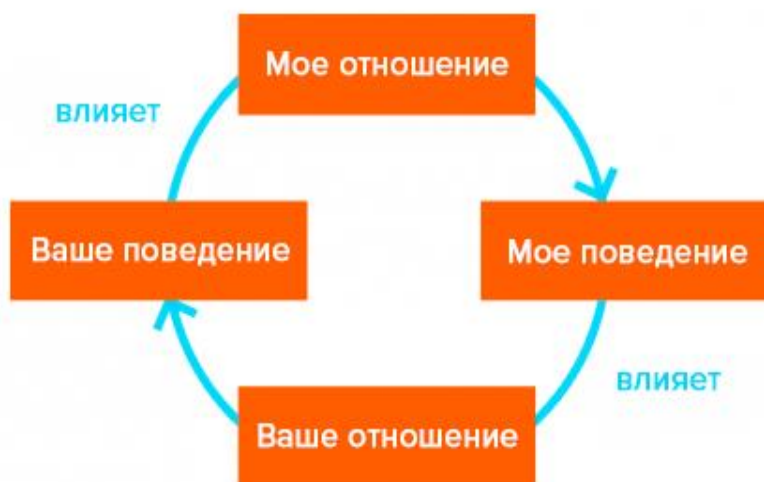 Мое отношение
влияет
Ваше поведение
Мое поведение
влияет
Ваше отношение